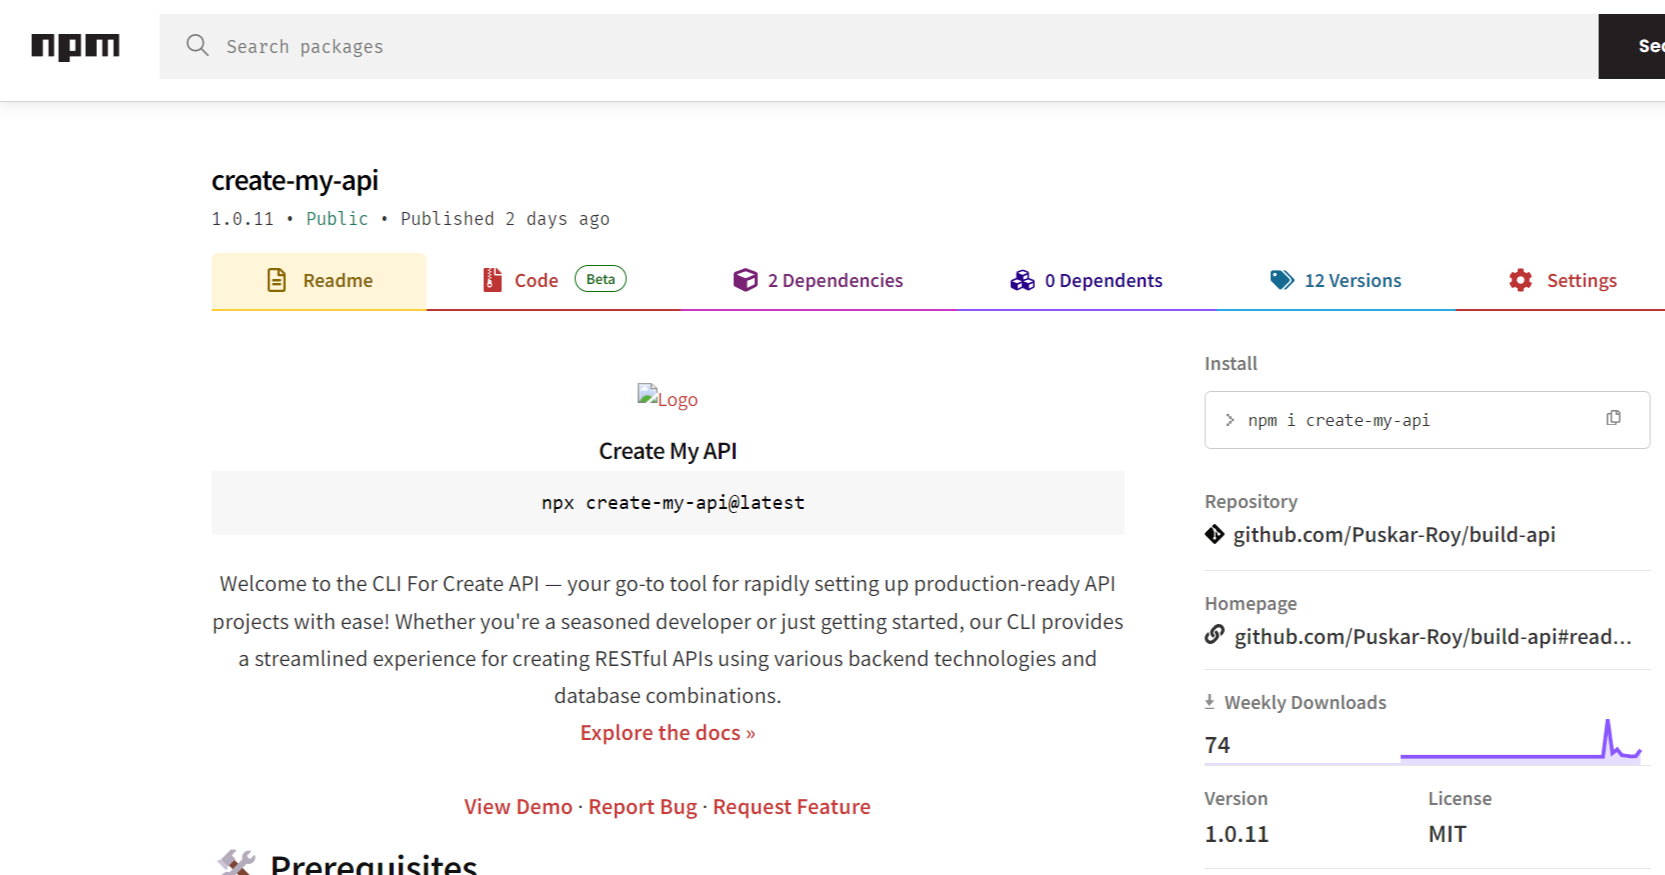 npm
Search packages
Sec
create-my-api
1.0.11 • Public • Published 2 days ago
Readme
Code Beta
2 Dependencies
0 Dependents
12 Versions
Settings
Logo
Create My API
npx create-my-api@latest
Welcome to the CLI For Create API — your go-to tool for rapidly setting up production-ready API
projects with ease! Whether you're a seasoned developer or just getting started, our CLI provides
a streamlined experience for creating RESTful APIs using various backend technologies and
database combinations.
Explore the docs »
View Demo · Report Bug · Request Feature
Prerequisites
Install
> npm i create-my-api
Repository
github.com/Puskar-Roy/build-api
Homepage
github.com/Puskar-Roy/build-api#read...
Weekly Downloads
74
Version
1.0.11
License
MIT